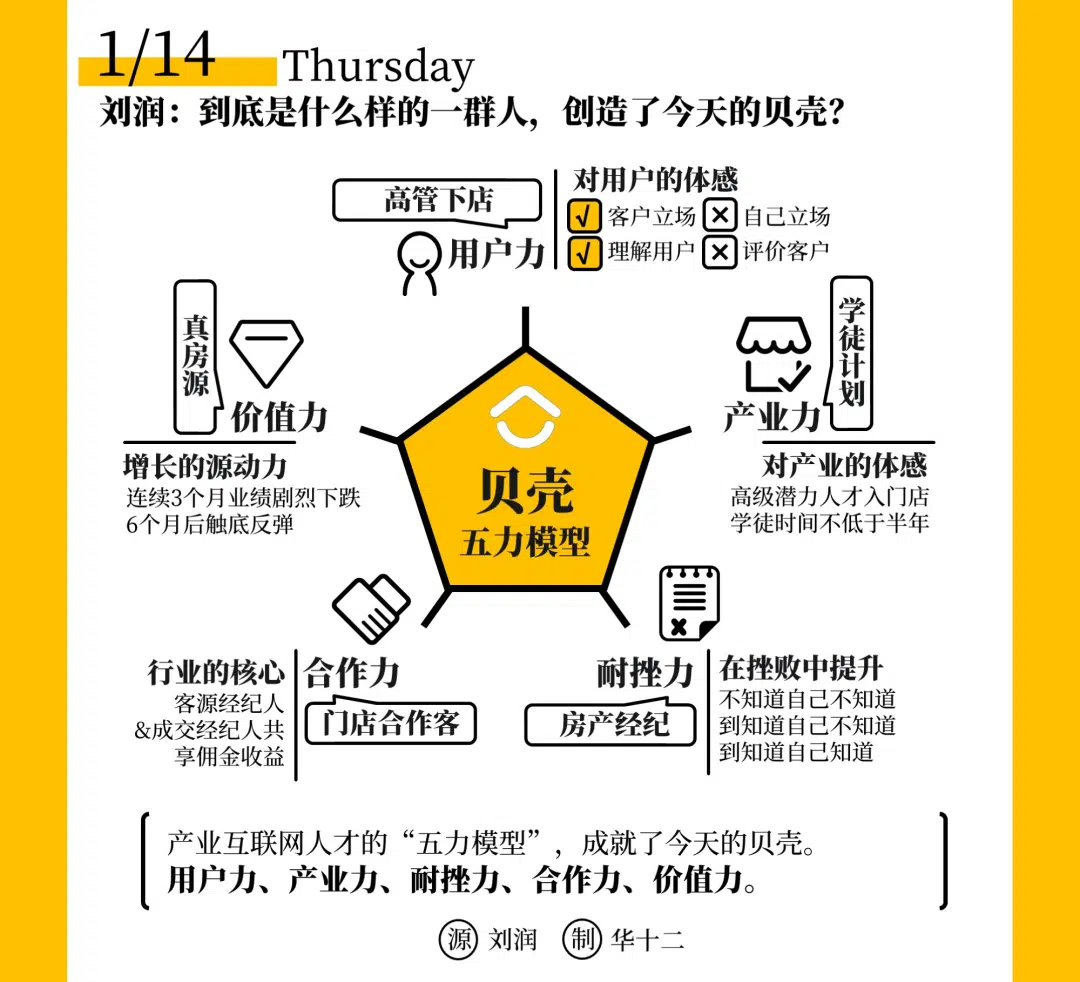 1/14 Thursday
刘润：到底是什么样的一群人，创造了今天的贝壳？
高管下店
用户力
对用户的体感
√ 客户立场 × 自己立场
√ 理解用户 × 评价客户
真房源
价值力
增长的源动力
连续3个月业绩剧烈下跌
6个月后触底反弹
学徒计划
产业力
对产业的体感
高级潜力人才入门店
学徒时间不低于半年
贝壳
五力模型
行业的核心
客源经纪人
&成交经纪人共
享佣金收益
合作力
门店合作客
耐挫力
房产经纪
在挫败中提升
不知道自己不知道
到知道自己不知道
到知道自己知道
产业互联网人才的“五力模型”，成就了今天的贝壳。
用户力、产业力、耐挫力、合作力、价值力。
源 刘润 制 华十二